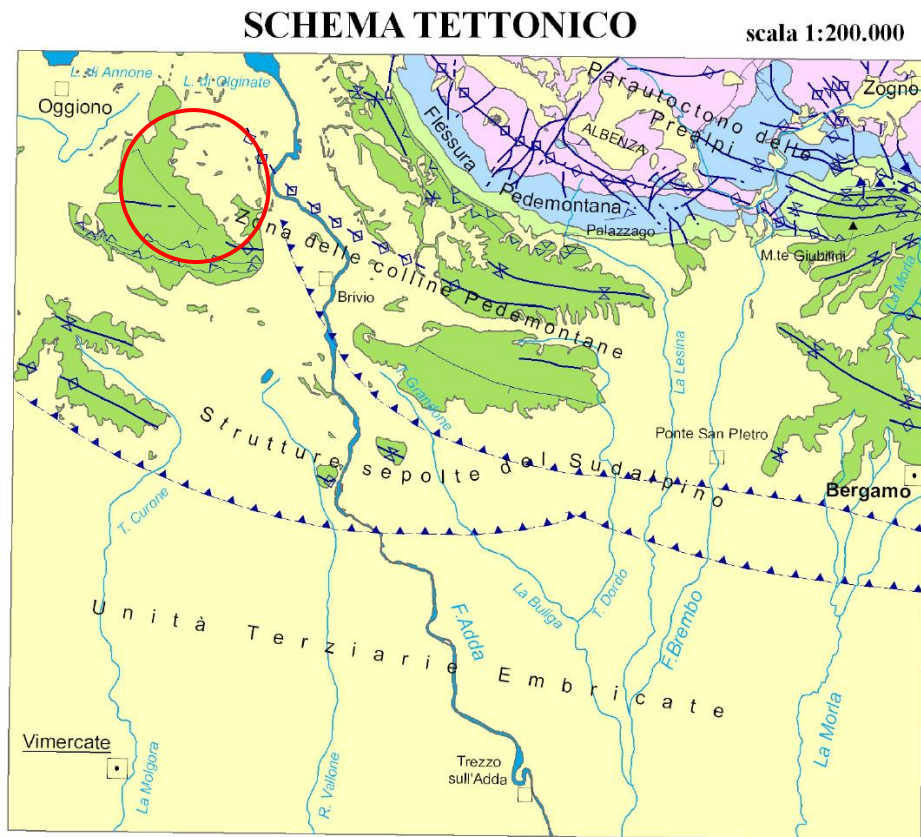 SCHEMA TETTONICO
scala 1:200.000
L. di Annone
L. di Olginate
Oggiono
Parautoctono delle Prealpi
Zogno
ALBENZA
Flessura Pedemontana
Palazzago
M.te Giubilini
La Morla
Zona delle colline Pedemontane
Brivio
La Lesina
T. Grandone
Ponte San Pietro
Strutture sepolte del Sudalpino
Bergamo
T. Curone
La Buliga
T. Dordo
F.Adda
F.Brembo
Unità Terziarie Embricate
La Morla
Vimercate
La Molgora
R. Vallone
Trezzo
sull'Adda